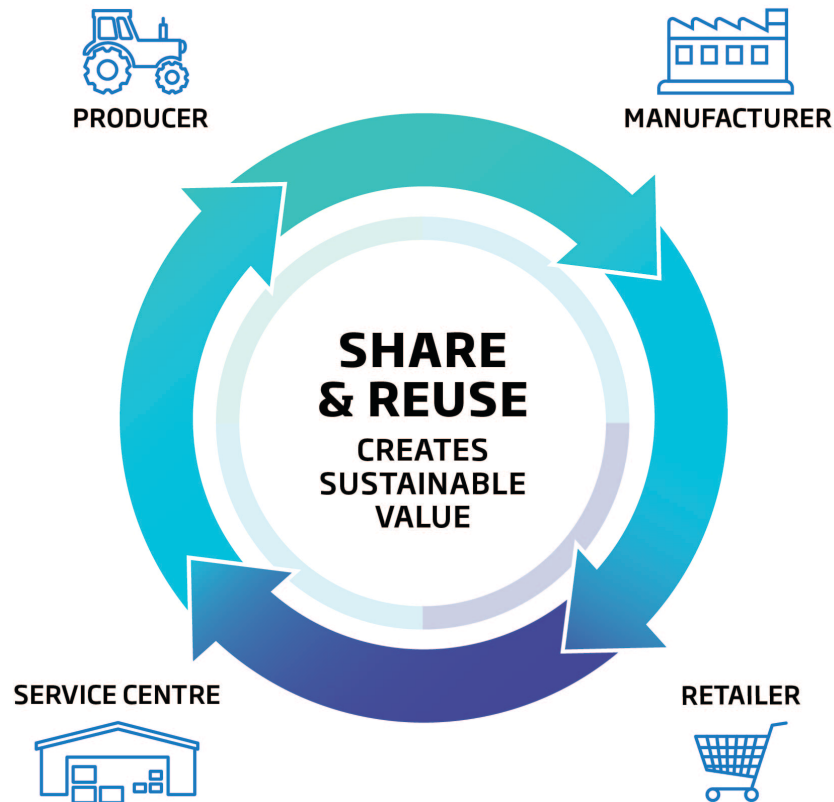 PRODUCER
MANUFACTURER
SHARE
& REUSE
CREATES
SUSTAINABLE
VALUE
SERVICE CENTRE
RETAILER